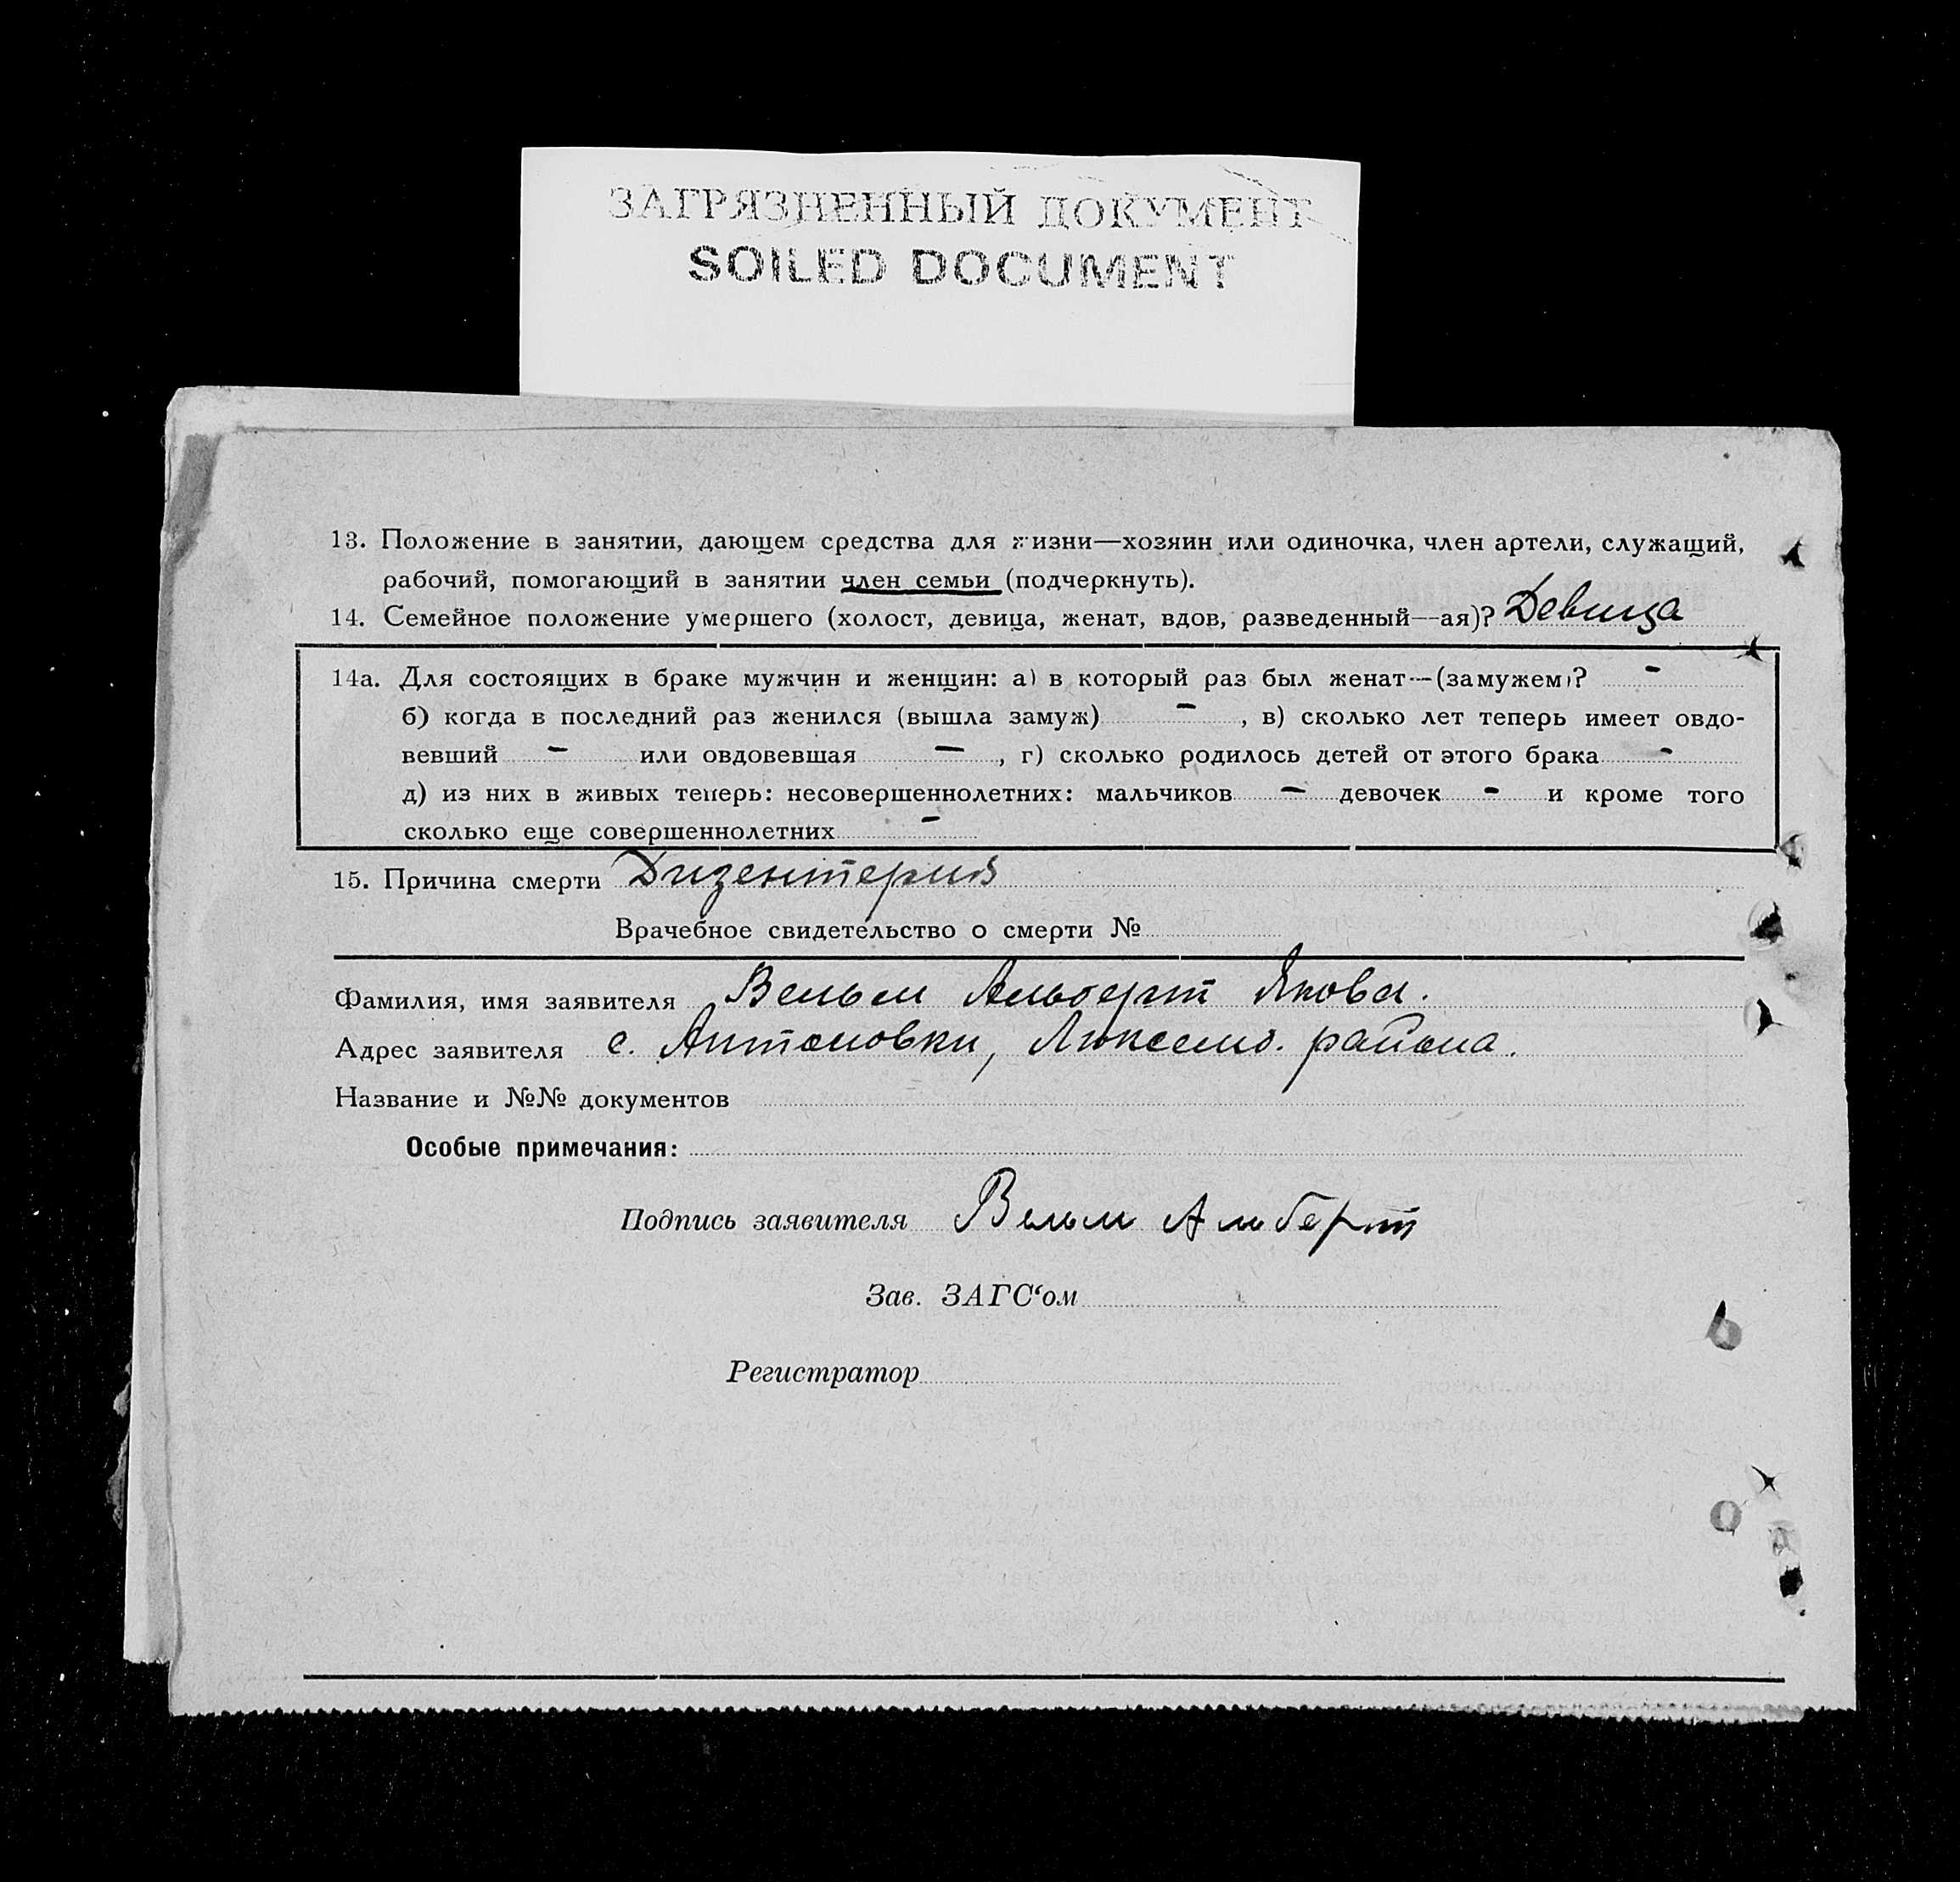 ЗАГРЯЗНЕННЫЙ ДОКУМЕНТ
SOILED DOCUMENT
13. Положение в занятии, дающем средства для жизни—хозяин или одиночка, член артели, служащий,
рабочий, помогающий в занятии член семьи (подчеркнуть).
14. Семейное положение умершего (холост, девица, женат, вдов, разведенный—ая)? Девица
14а. Для состоящих в браке мужчин и женщин: а) в который раз был женат—(замужем)? -
б) когда в последний раз женился (вышла замуж) - , в) сколько лет теперь имеет овдо-
вевший - или овдовевшая - , г) сколько родилось детей от этого брака -
д) из них в живых теперь: несовершеннолетних: мальчиков - девочек - и кроме того
сколько еще совершеннолетних -
15. Причина смерти Дизентерия
Врачебное свидетельство о смерти №
Фамилия, имя заявителя Вельм Альберт Яковл.
Адрес заявителя с. Антоновки, района.
Название и №№ документов
Особые примечания:
Подпись заявителя Вельм Альберт
Зав. ЗАГС‘ом
Регистратор